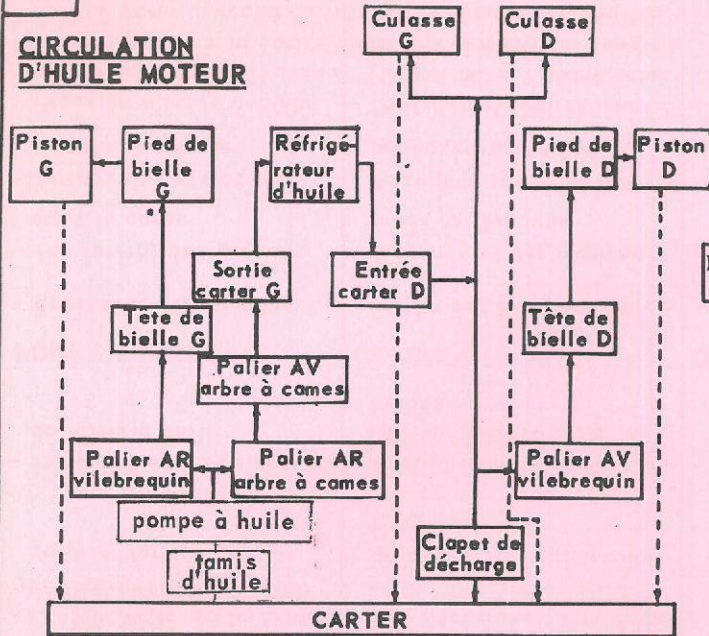 CIRCULATION
D'HUILE MOTEUR
Culasse
G
Culasse
D
Piston
G
Pied de
bielle
G
Réfrigé-
rateur
d'huile
Pied de
bielle D
Piston
D
Sortie
carter G
Entrée
carter D
Tête de
bielle G
Tête de
bielle D
Palier AV
arbre à cames
Palier AR
vilebrequin
Palier AR
arbre à cames
Palier AV
vilebrequin
pompe à huile
Clapet de
décharge
tamis
d'huile
CARTER